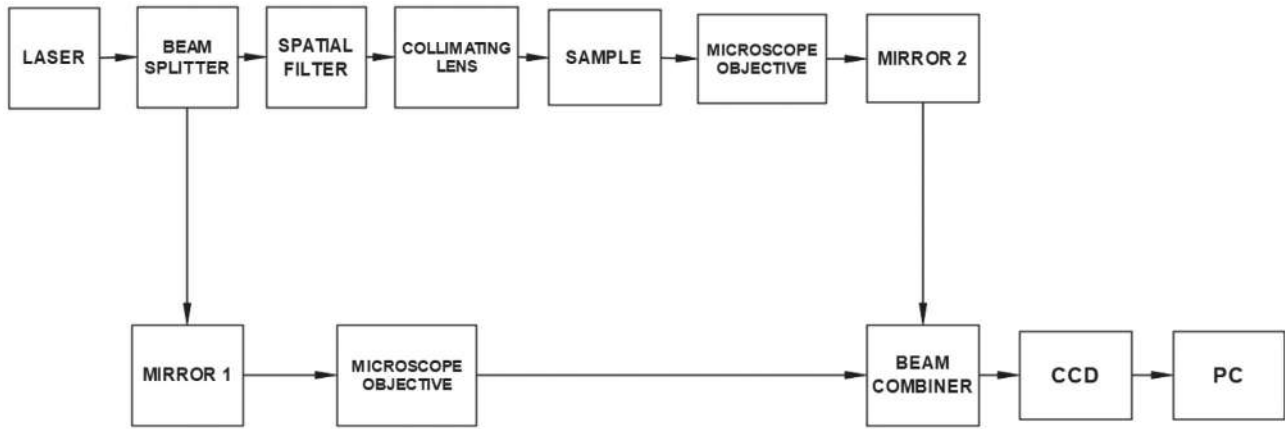 LASER
BEAM
SPLITTER
SPATIAL
FILTER
COLLIMATING
LENS
SAMPLE
MICROSCOPE
OBJECTIVE
MIRROR 2
MIRROR 1
MICROSCOPE
OBJECTIVE
BEAM
COMBINER
CCD
PC